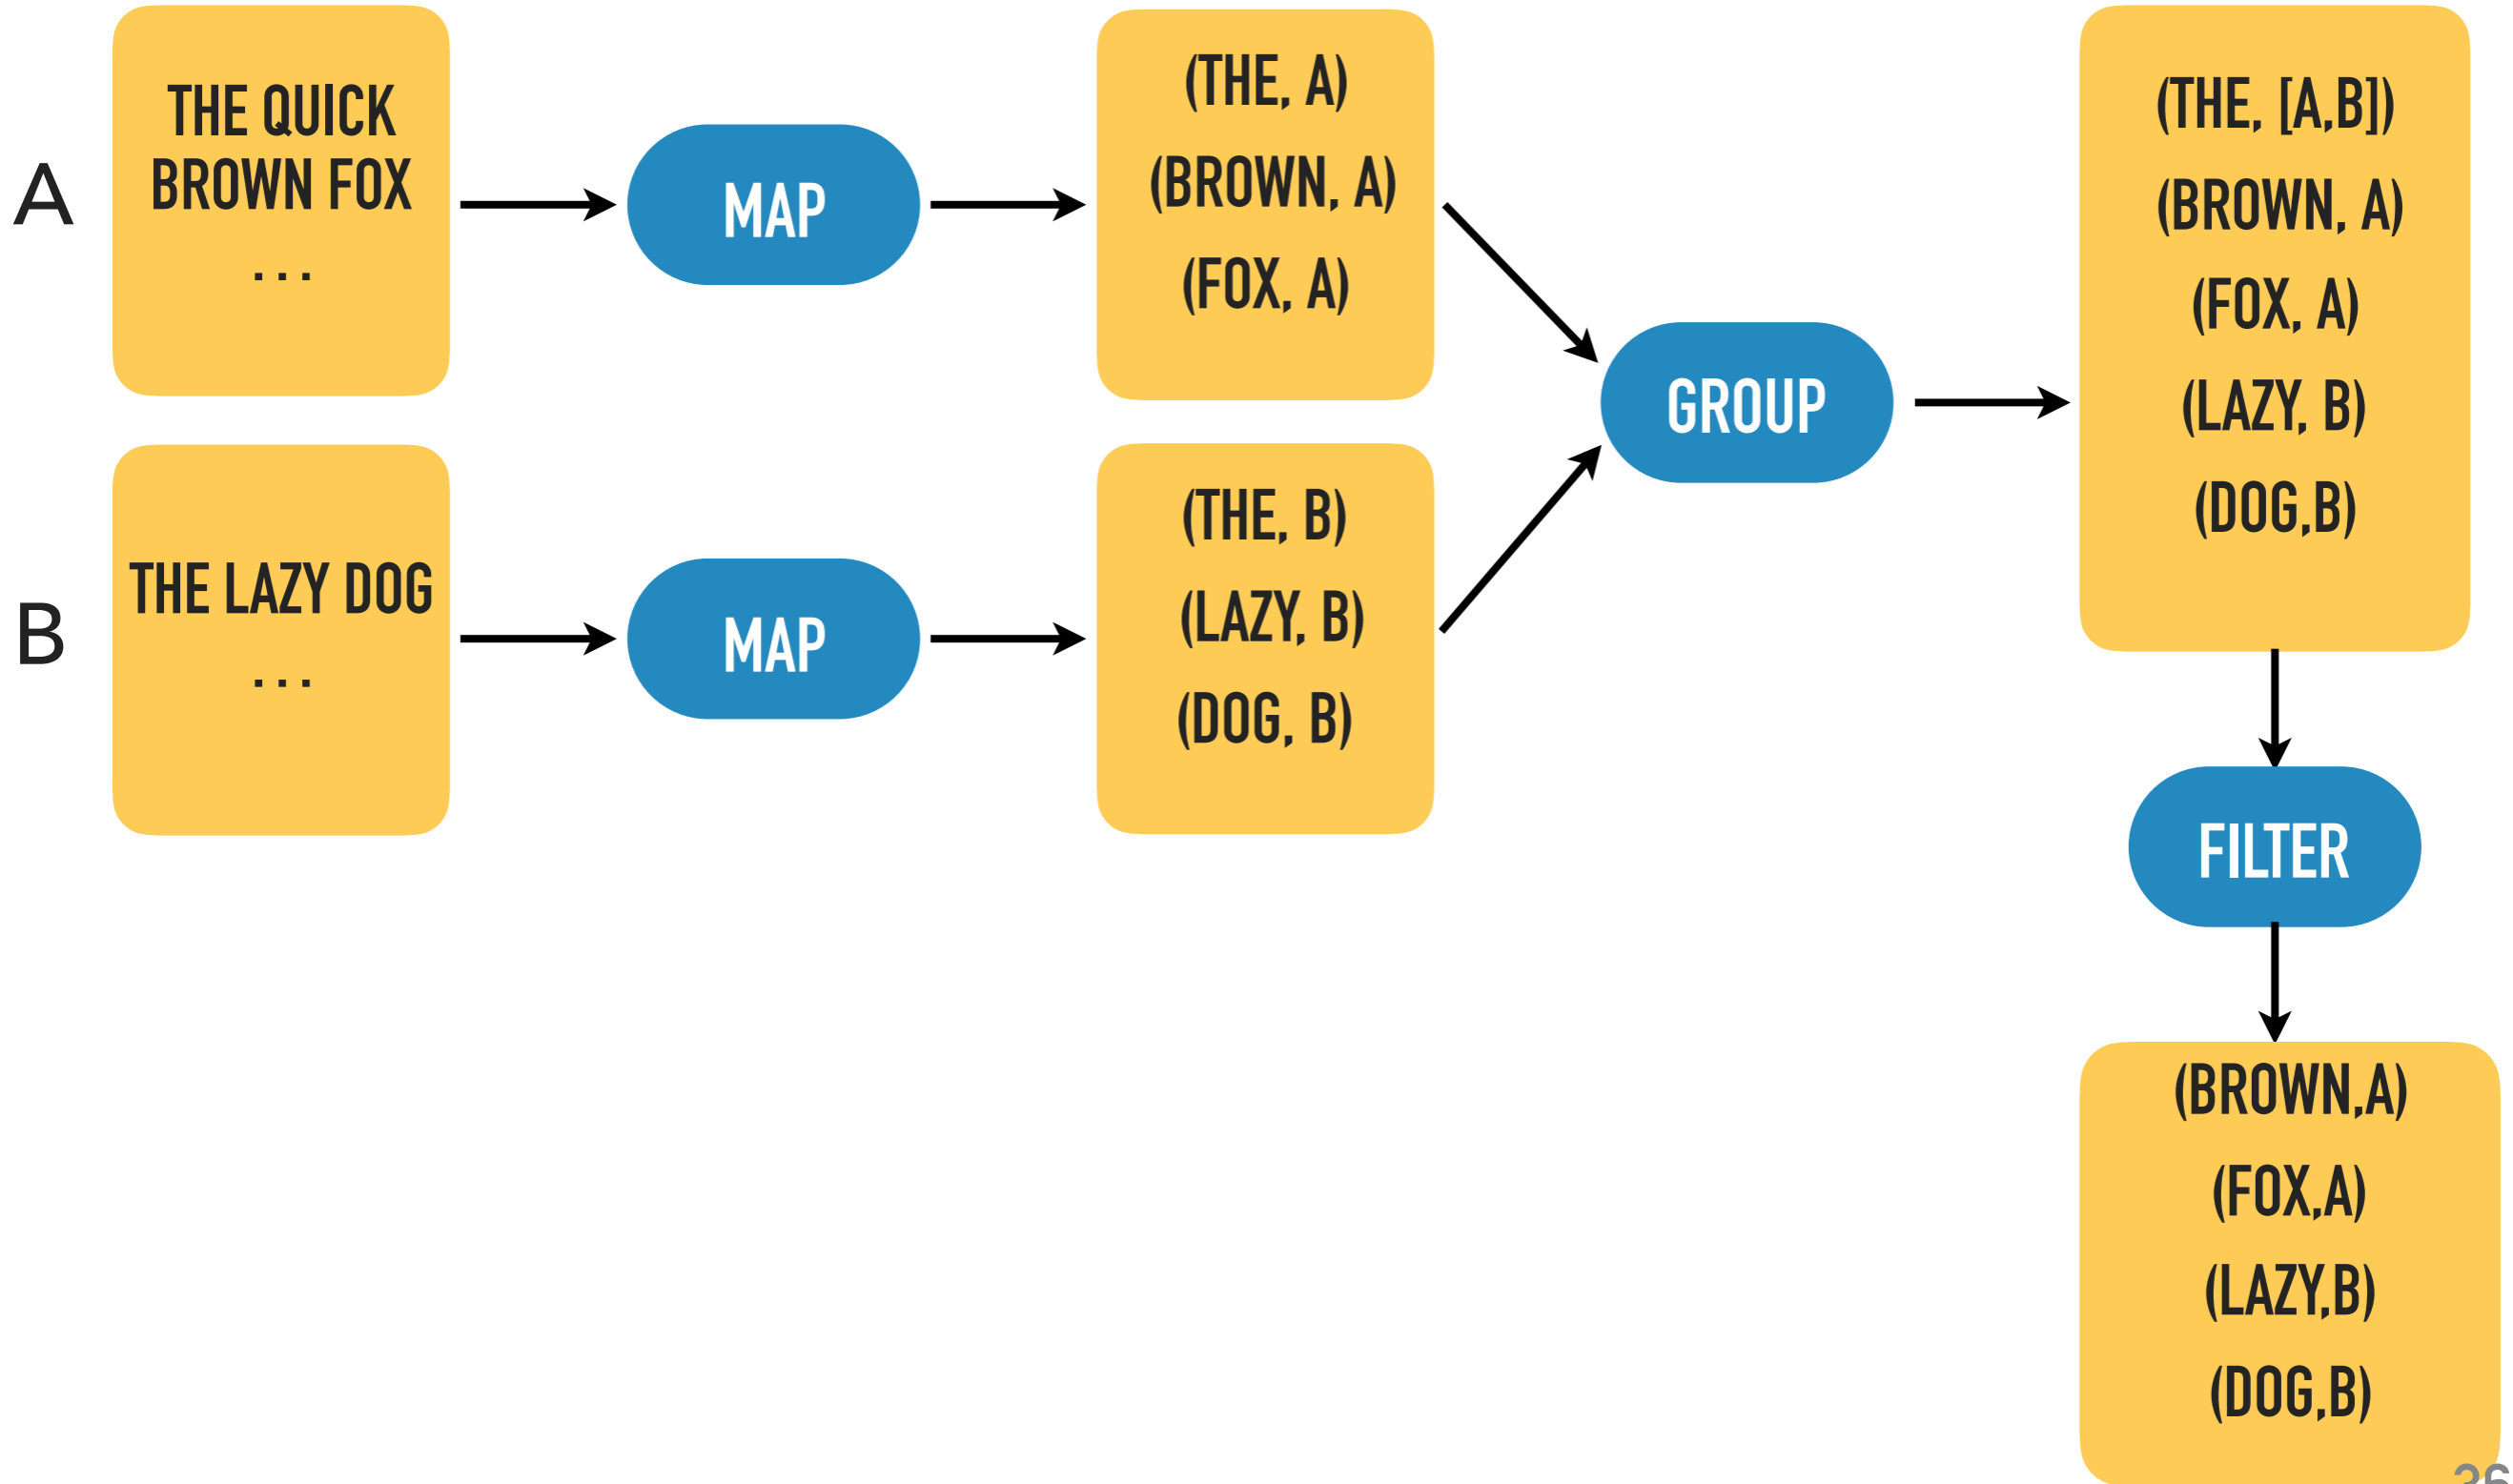 A
THE QUICK
BROWN FOX
...
MAP
(THE, A)
(BROWN, A)
(FOX, A)
B
THE LAZY DOG
...
MAP
(THE, B)
(LAZY, B)
(DOG, B)
GROUP
(THE, [A,B])
(BROWN, A)
(FOX, A)
(LAZY, B)
(DOG,B)
FILTER
(BROWN,A)
(FOX,A)
(LAZY,B)
(DOG,B)